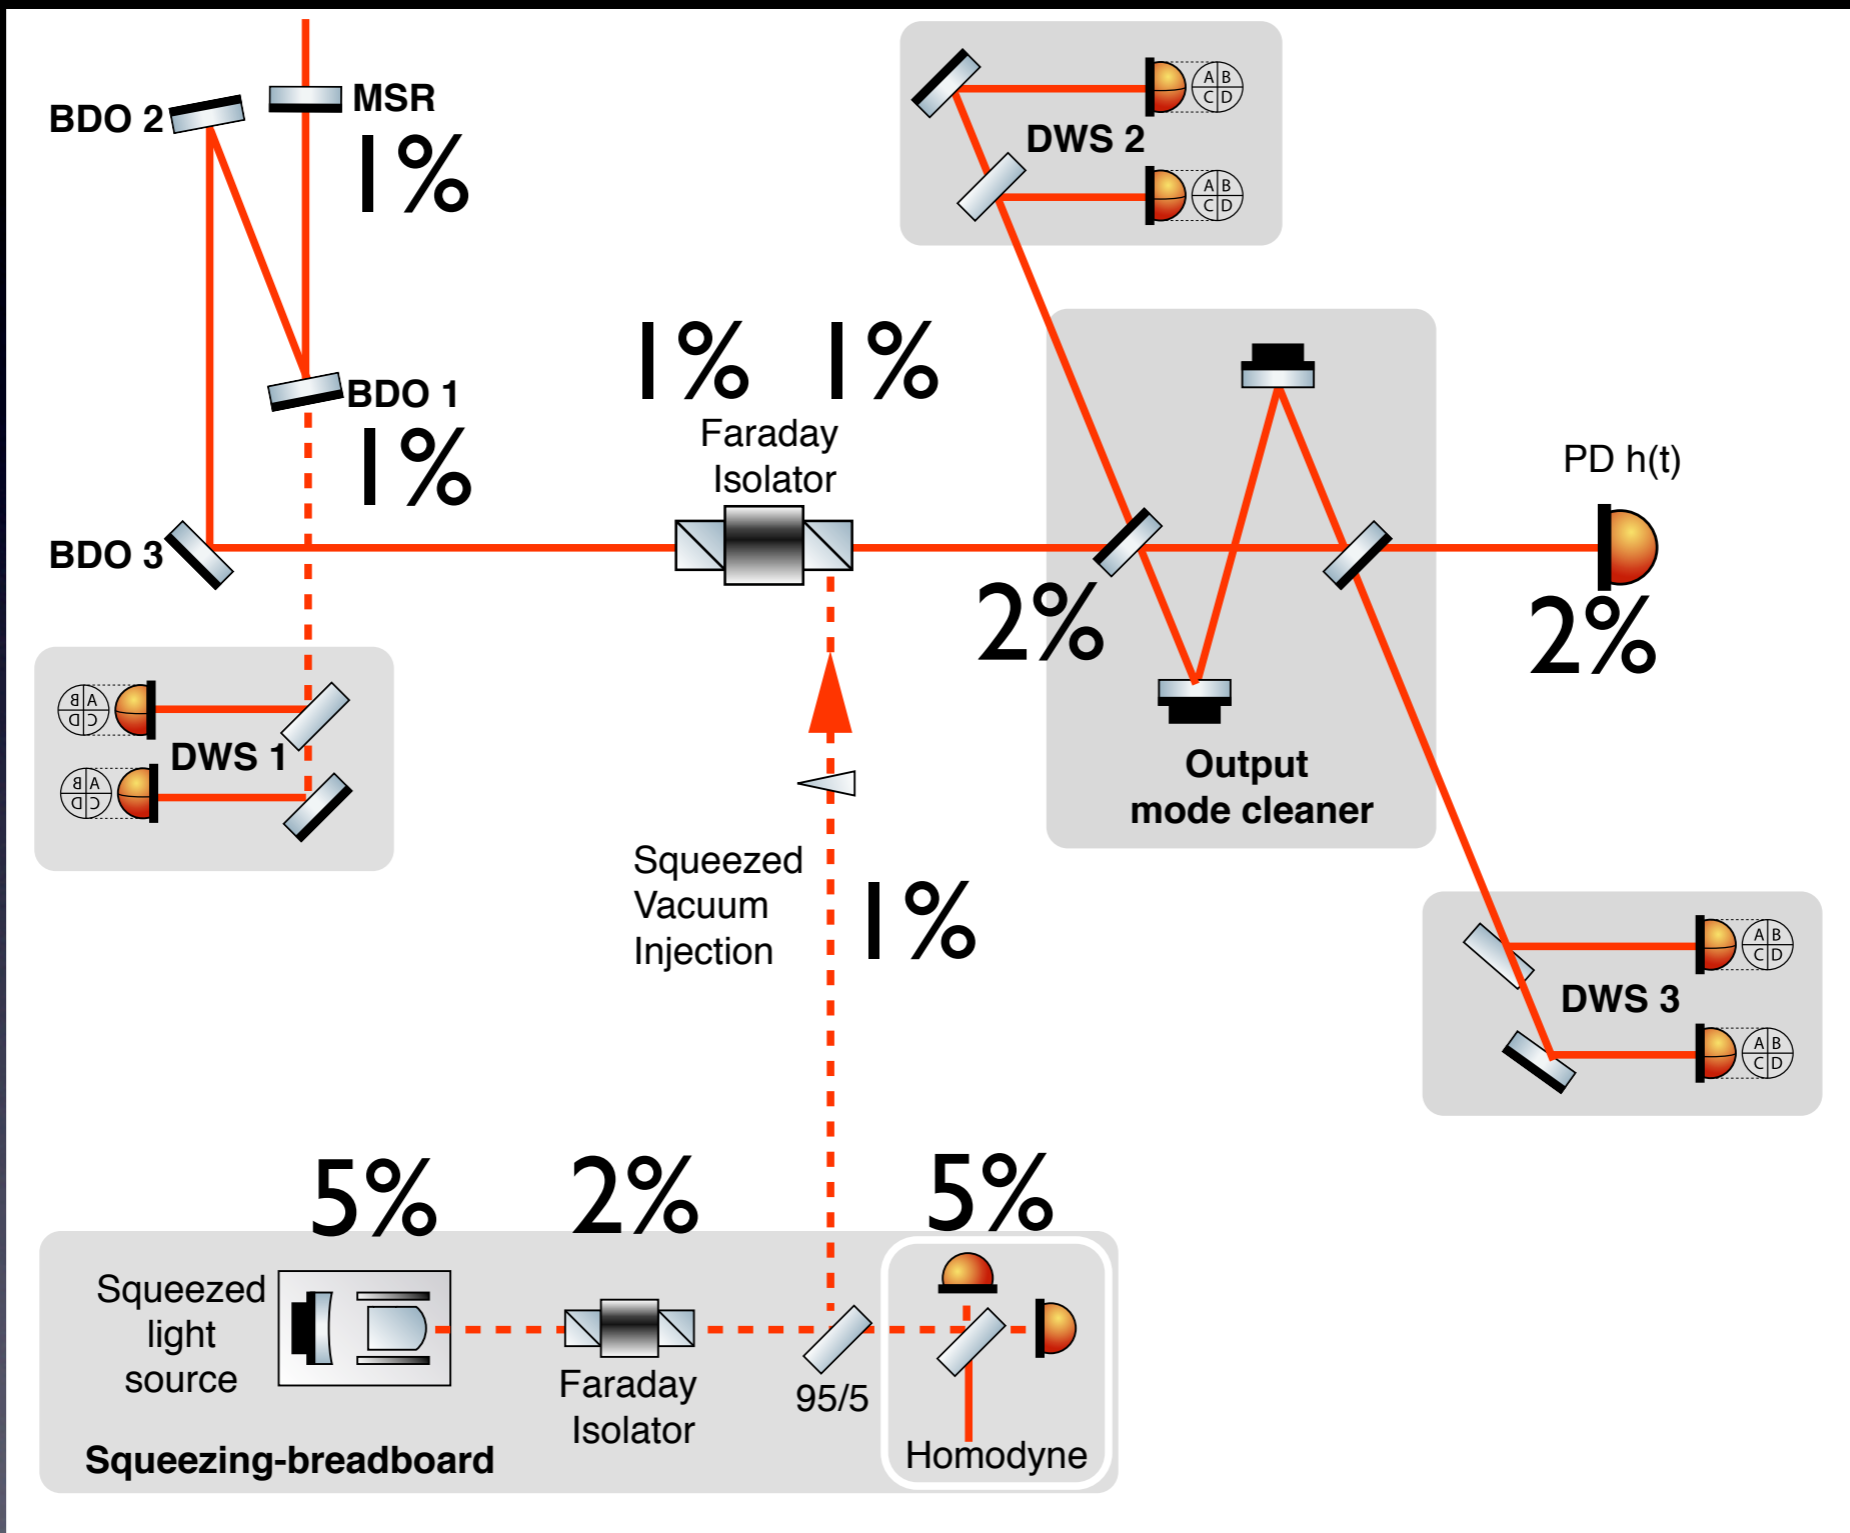 BDO 2
MSR
1%
DWS 2
A B
C D
A B
C D
BDO 1
1%
1% 1%
Faraday
Isolator
PD h(t)
BDO 3
2%
2%
DWS 1
A B
C D
A B
C D
Output
mode cleaner
Squeezed
Vacuum
Injection
1%
DWS 3
A B
C D
A B
C D
5%
2%
5%
Squeezed
light
source
Faraday
Isolator
95/5
Homodyne
Squeezing-breadboard